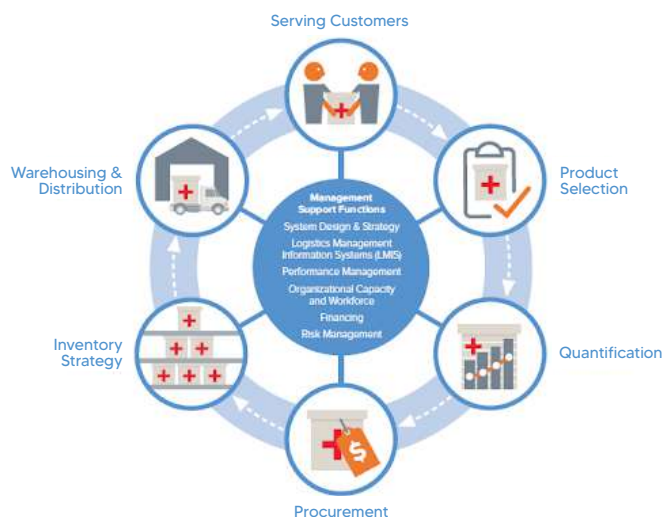 Serving Customers
Product
Selection
Quantification
Procurement
Inventory
Strategy
Warehousing &
Distribution
Management
Support Functions
System Design & Strategy
Logistics Management
Information Systems (LMIS)
Performance Management
Organizational Capacity
and Workforce
Financing
Risk Management
$